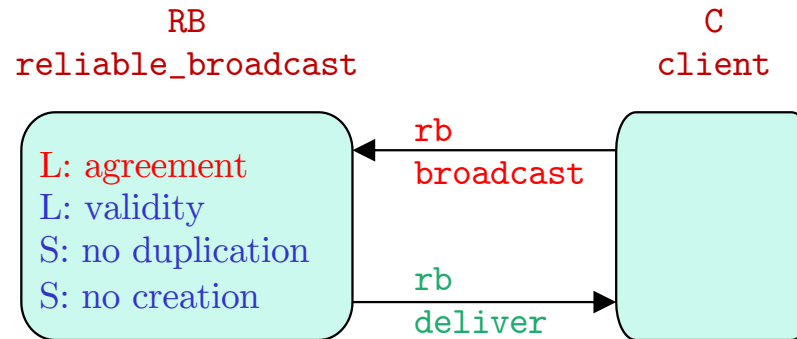 RB
reliable_broadcast
C
client
L: agreement
L: validity
S: no duplication
S: no creation
rb
broadcast
rb
deliver